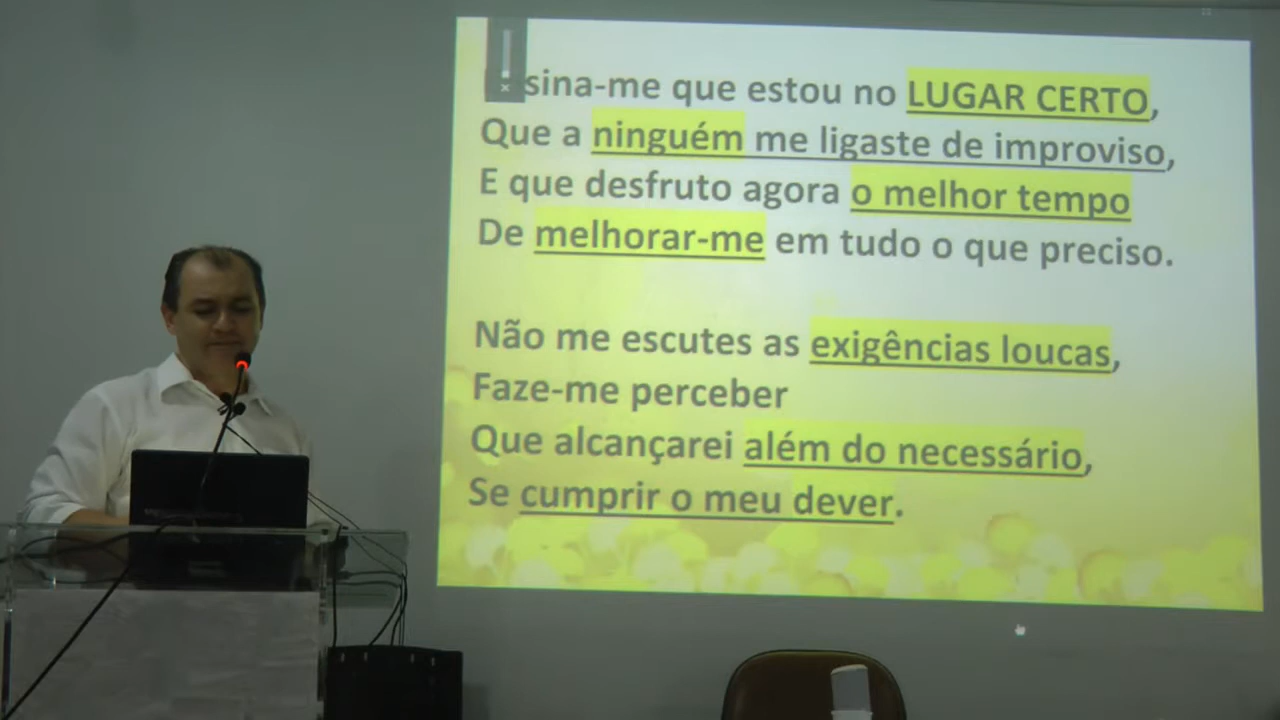 sina-me que estou no LUGAR CERTO,
Que a ninguém me ligaste de improviso,
E que desfruto agora o melhor tempo
De melhorar-me em tudo o que preciso.
Não me escutes as exigências loucas,
Faze-me perceber
Que alcançarei além do necessário,
Se cumprir o meu dever.